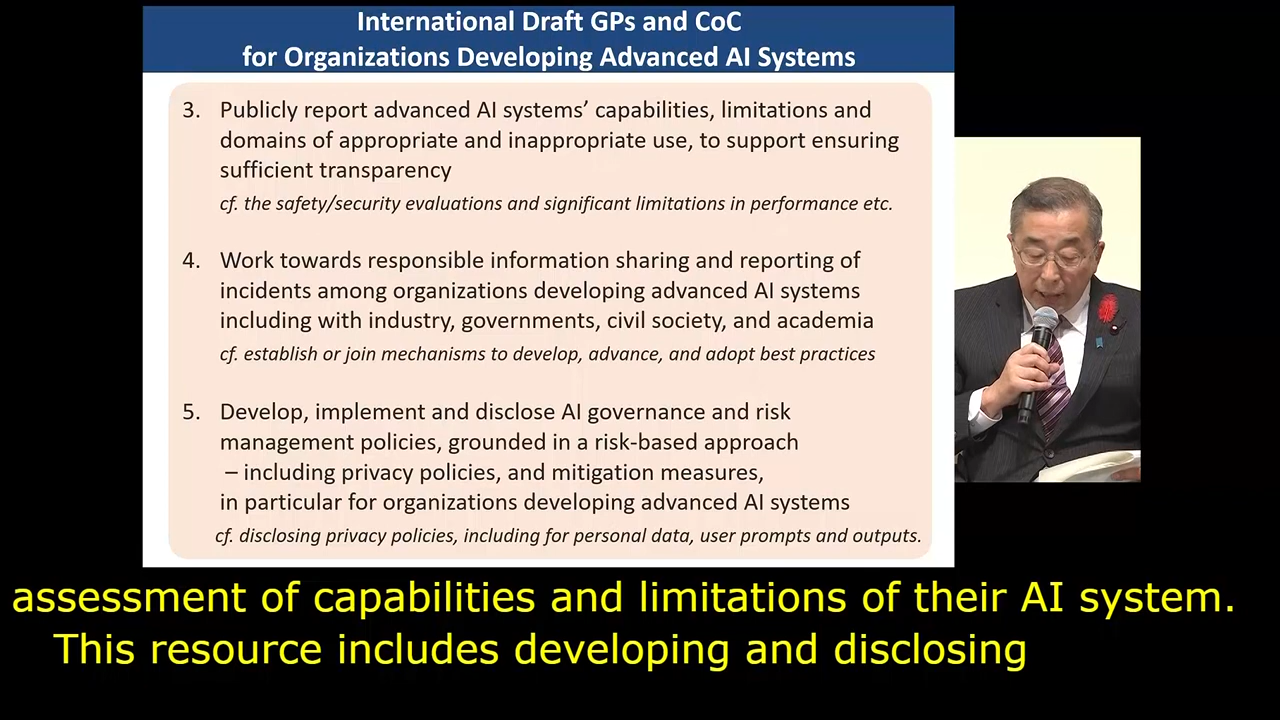 International Draft GPs and CoC
for Organizations Developing Advanced AI Systems
3. Publicly report advanced AI systems’ capabilities, limitations and
domains of appropriate and inappropriate use, to support ensuring
sufficient transparency
cf. the safety/security evaluations and significant limitations in performance etc.
4. Work towards responsible information sharing and reporting of
incidents among organizations developing advanced AI systems
including with industry, governments, civil society, and academia
cf. establish or join mechanisms to develop, advance, and adopt best practices
5. Develop, implement and disclose AI governance and risk
management policies, grounded in a risk-based approach
– including privacy policies, and mitigation measures,
in particular for organizations developing advanced AI systems
cf. disclosing privacy policies, including for personal data, user prompts and outputs.
assessment of capabilities and limitations of their AI system.
This resource includes developing and disclosing